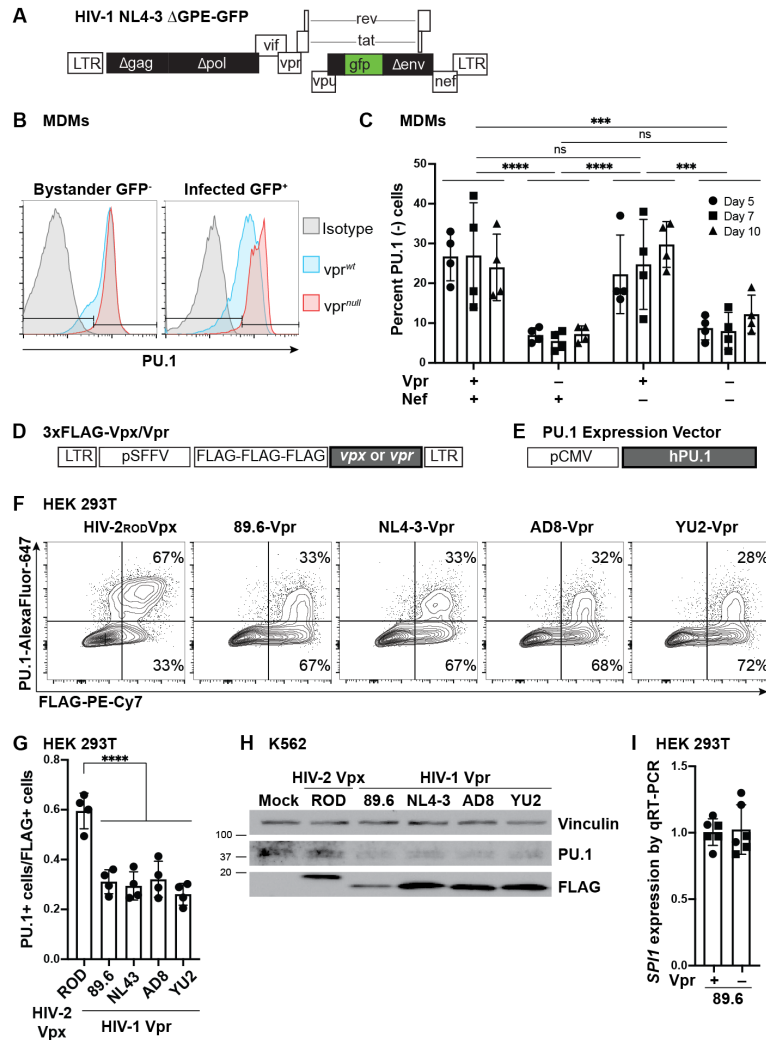 A HIV-1 NL4-3 ΔGPE-GFP
rev
tat
vif
LTR Δgag Δpol vpr gfp Δenv LTR
vpu nef
B MDMs
Bystander GFP- Infected GFP+
Isotype
vprwt
vprnull
PU.1
C MDMs
***
ns
ns
**** **** ***
Day 5
Day 7
Day 10
Percent PU.1 (-) cells
50
40
30
20
10
0
Vpr + – + –
Nef + + – –
D 3xFLAG-Vpx/Vpr
LTR pSFFV FLAG-FLAG-FLAG vpx or vpr LTR
E PU.1 Expression Vector
pCMV hPU.1
F HEK 293T
HIV-2RODVpx 89.6-Vpr NL4-3-Vpr AD8-Vpr YU2-Vpr
67% 33% 33% 32% 28%
33% 67% 67% 68% 72%
PU.1-AlexaFluor-647
FLAG-PE-Cy7
G HEK 293T
****
PU.1+ cells/FLAG+ cells
0.8
0.6
0.4
0.2
0.0
ROD 89.6 NL43 AD8 YU2
HIV-2 Vpx HIV-1 Vpr
H K562
HIV-2 Vpx HIV-1 Vpr
Mock ROD 89.6 NL4-3 AD8 YU2
Vinculin
100
PU.1
37
20
FLAG
I HEK 293T
SPI1 expression by qRT-PCR
1.5
1.0
0.5
0.0
Vpr + –
89.6